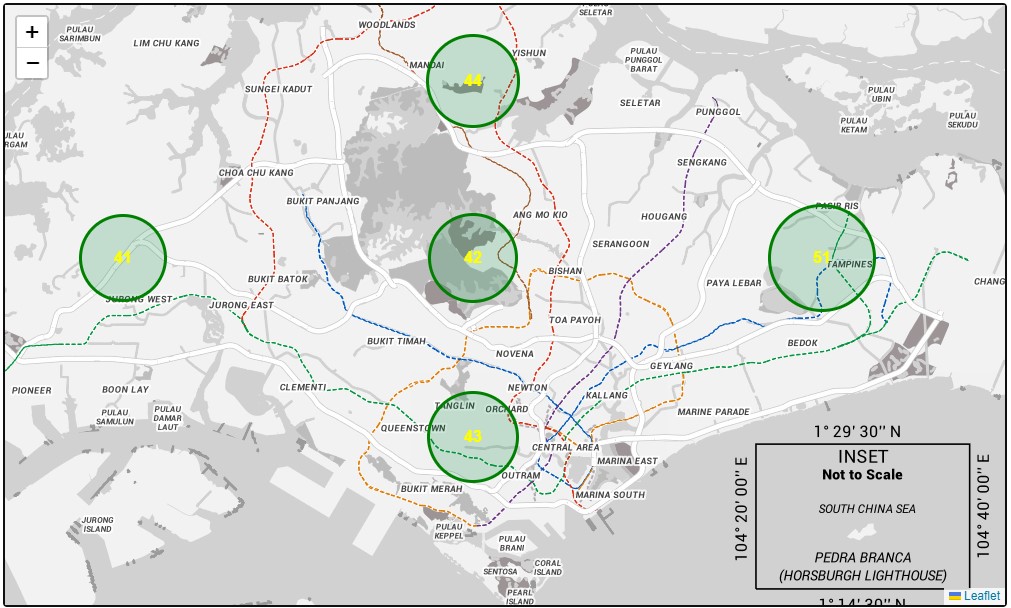 +
−
PULAU
SARIMBUN
LIM CHU KANG
WOODLANDS
SELETAR
YISHUN
MANDAI
44
PULAU
PUNGGOL
BARAT
SUNGEI KADUT
SELETAR
PUNGGOL
PULAU
UBIN
PULAU
KETAM
PULAU
SEKUDU
SENGKANG
CHOA CHU KANG
BUKIT PANJANG
ANG MO KIO
HOUGANG
PASIR RIS
SERANGOON
41
42
51
TAMPINES
BISHAN
BUKIT BATOK
PAYA LEBAR
CHANG
JURONG WEST
JURONG EAST
TOA PAYOH
BUKIT TIMAH
BEDOK
NOVENA
GEYLANG
PIONEER
BOON LAY
CLEMENTI
NEWTON
KALLANG
TANGLIN
ORCHARD
MARINE PARADE
PULAU
SAMULUN
PULAU
DAMAR
LAUT
QUEENSTOWN
43
CENTRAL AREA
MARINA EAST
OUTRAM
BUKIT MERAH
MARINA SOUTH
JURONG
ISLAND
PULAU
KEPPEL
PULAU
BRANI
SENTOSA
CORAL
ISLAND
PEARL
ISLAND
1° 29' 30'' N
INSET
Not to Scale
104° 20' 00'' E
104° 40' 00'' E
SOUTH CHINA SEA
PEDRA BRANCA
(HORSBURGH LIGHTHOUSE)
1° 14' 30'' N
Leaflet